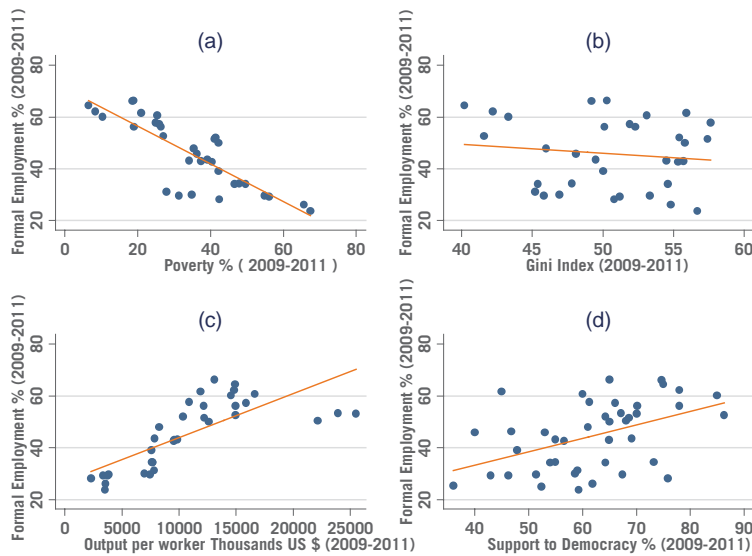 (a)
Formal Employment % (2009-2011)
80
60
40
20
0 20 40 60 80
Poverty % ( 2009-2011 )
(b)
Formal Employment % (2009-2011)
80
60
40
20
40 45 50 55 60
Gini Index (2009-2011)
(c)
Formal Employment % (2009-2011)
80
60
40
20
0 5000 10000 15000 20000 25000
Output per worker Thousands US $ (2009-2011)
(d)
Formal Employment % (2009-2011)
80
60
40
20
40 50 60 70 80 90
Support to Democracy % (2009-2011)